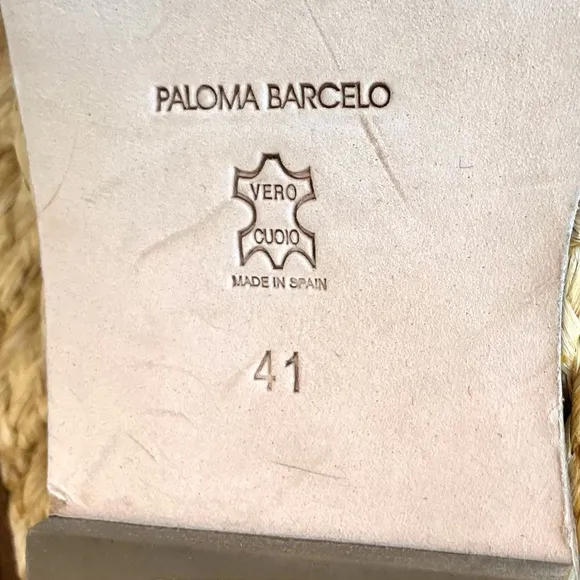 PALOMA BARCELO
VERO
CUOIO
MADE IN SPAIN
41